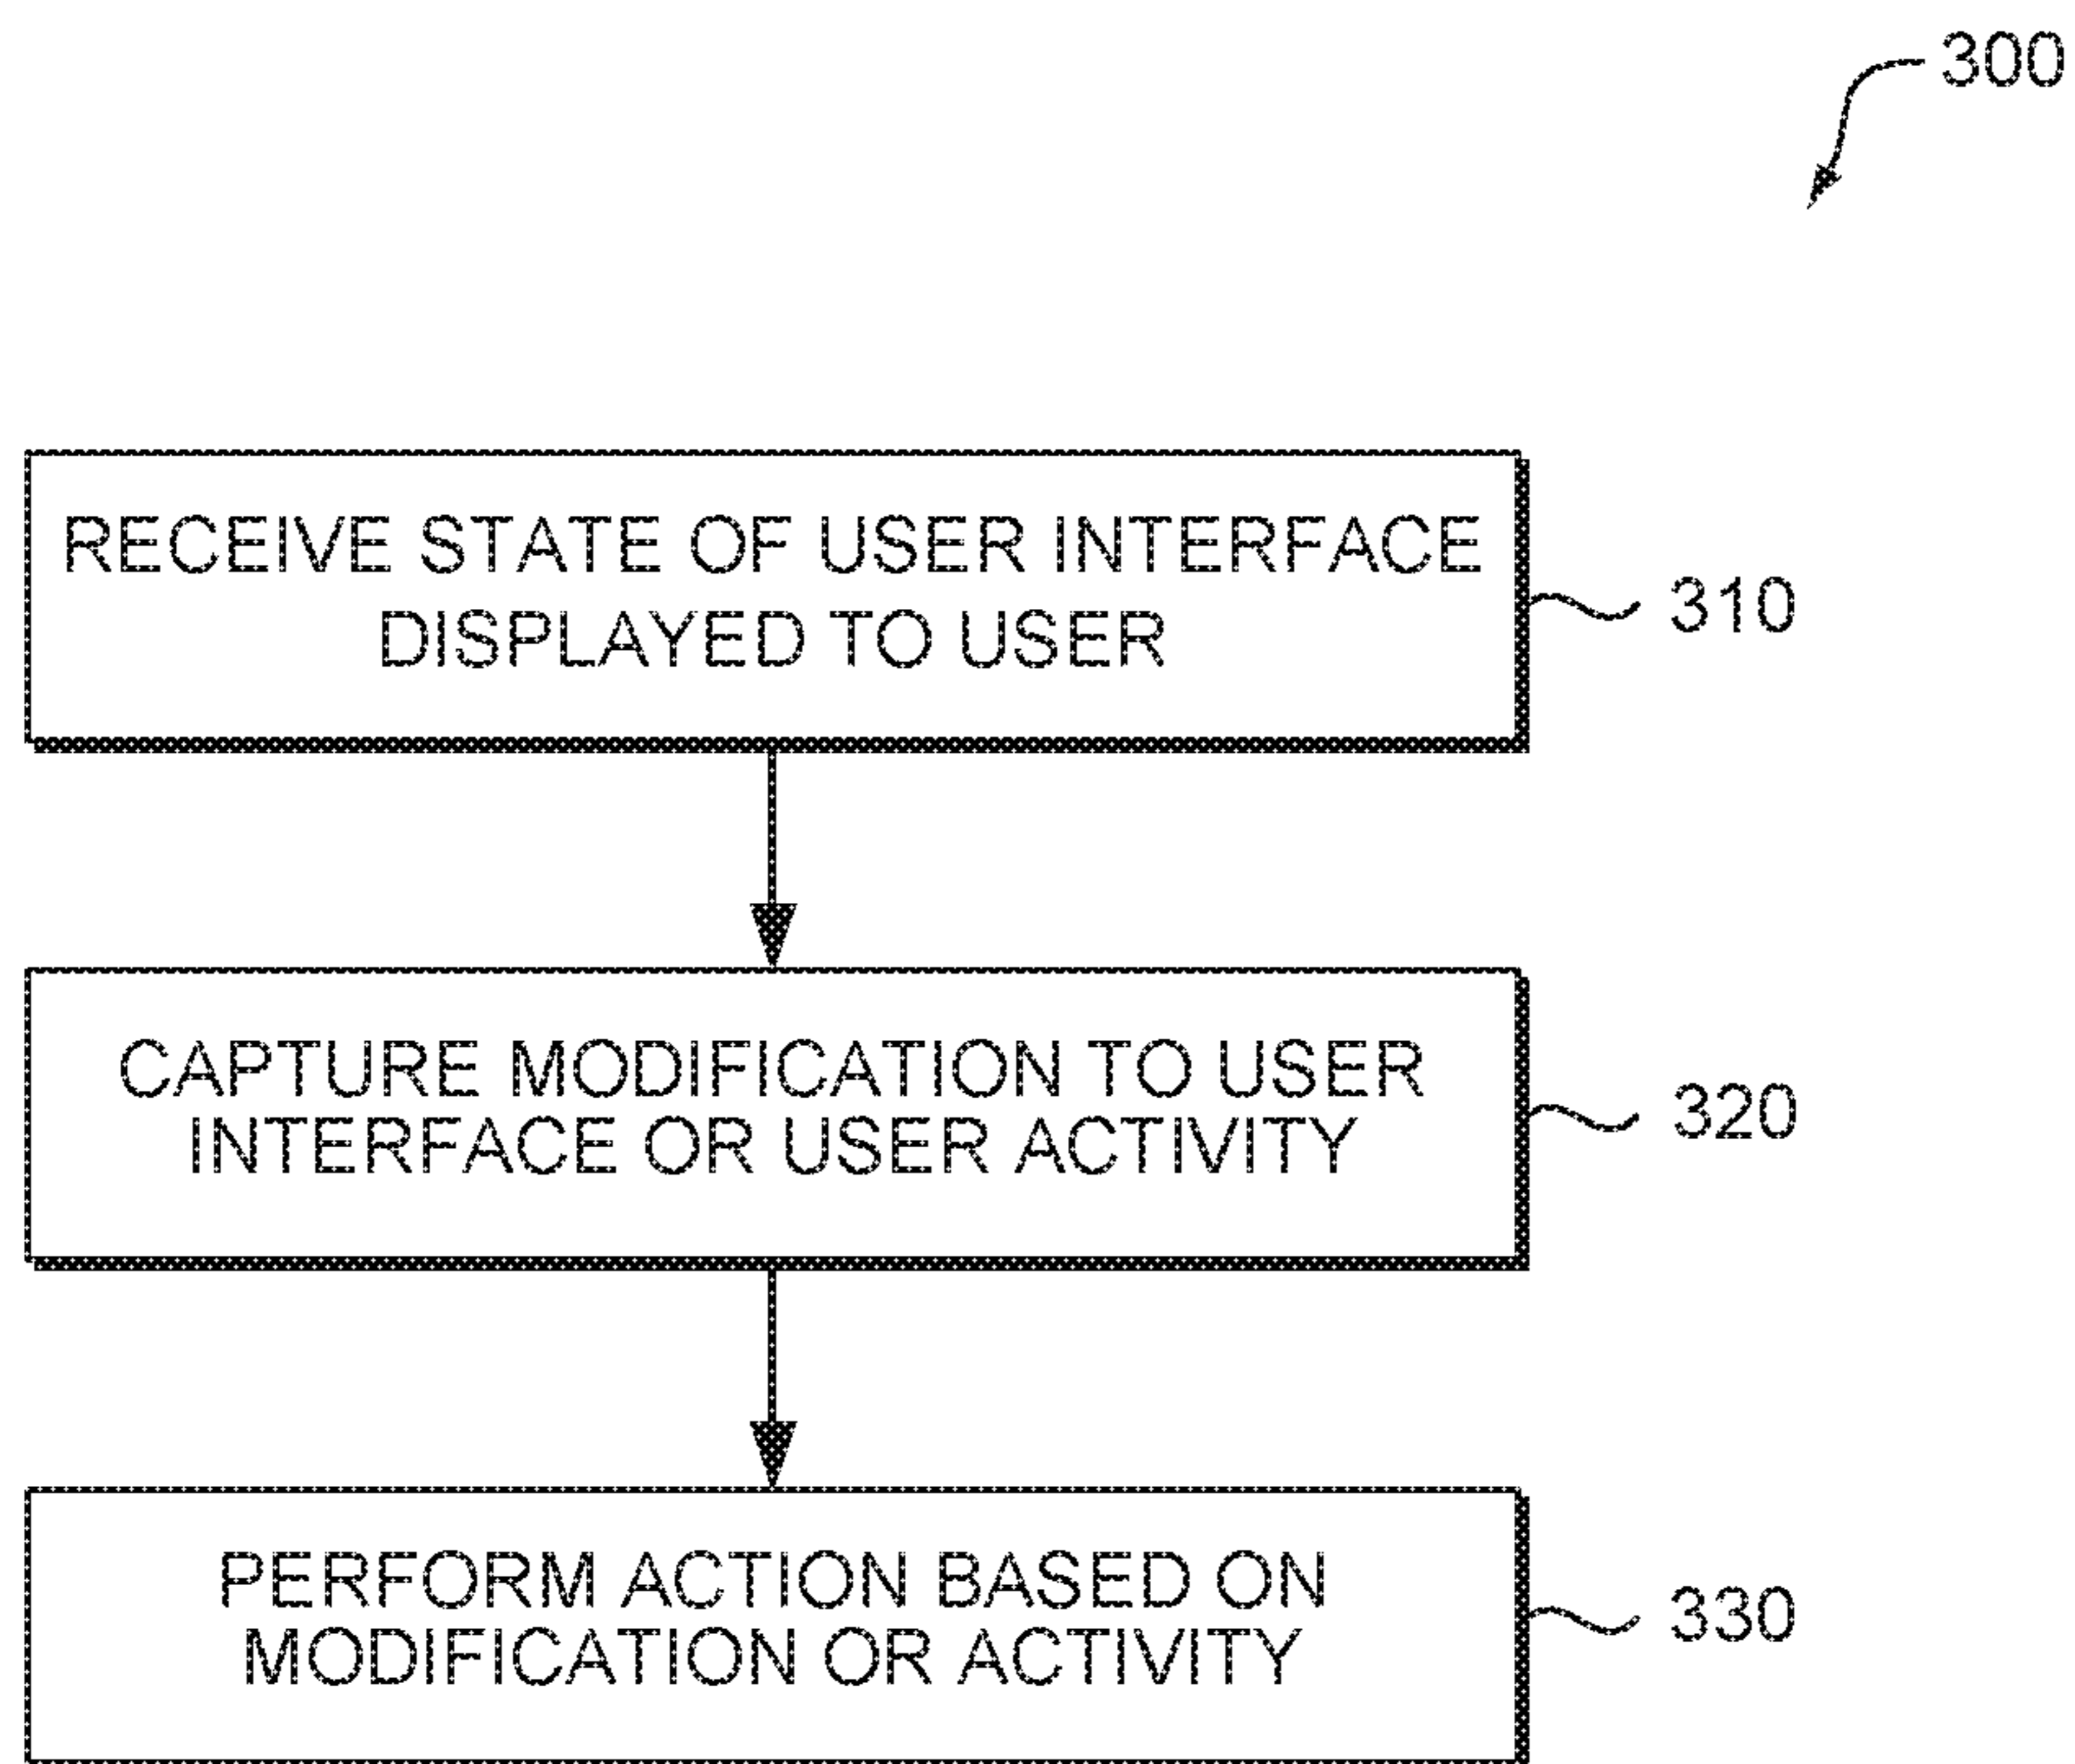 300
RECEIVE STATE OF USER INTERFACE
DISPLAYED TO USER
310
CAPTURE MODIFICATION TO USER
INTERFACE OR USER ACTIVITY
320
PERFORM ACTION BASED ON
MODIFICATION OR ACTIVITY
330